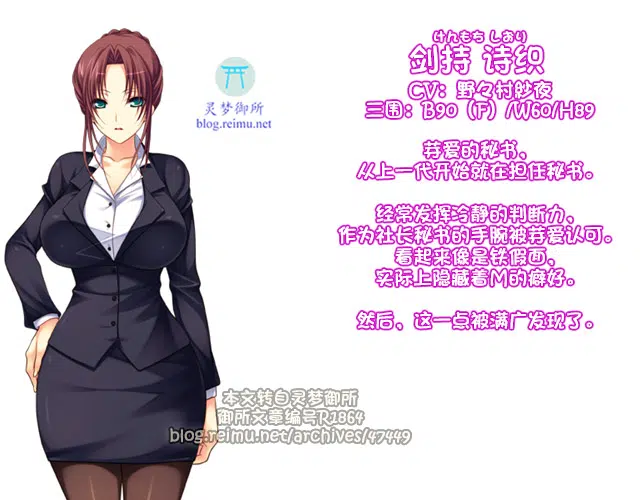 灵梦御所
blog.reimu.net
けんもち しおり
剑持 诗织
CV：野々村纱夜
三围：B90（F）/W60/H89
荞爱的秘书，
从上一代开始就在担任秘书。
经常发挥冷静的判断力，
作为社长秘书的手腕被荞爱认可。
看起来像是铁假面，
实际上隐藏着M的癖好。
然后，这一点被满广发现了。
本文转自灵梦御所
御所文章编号R1864
blog.reimu.net/archives/47449